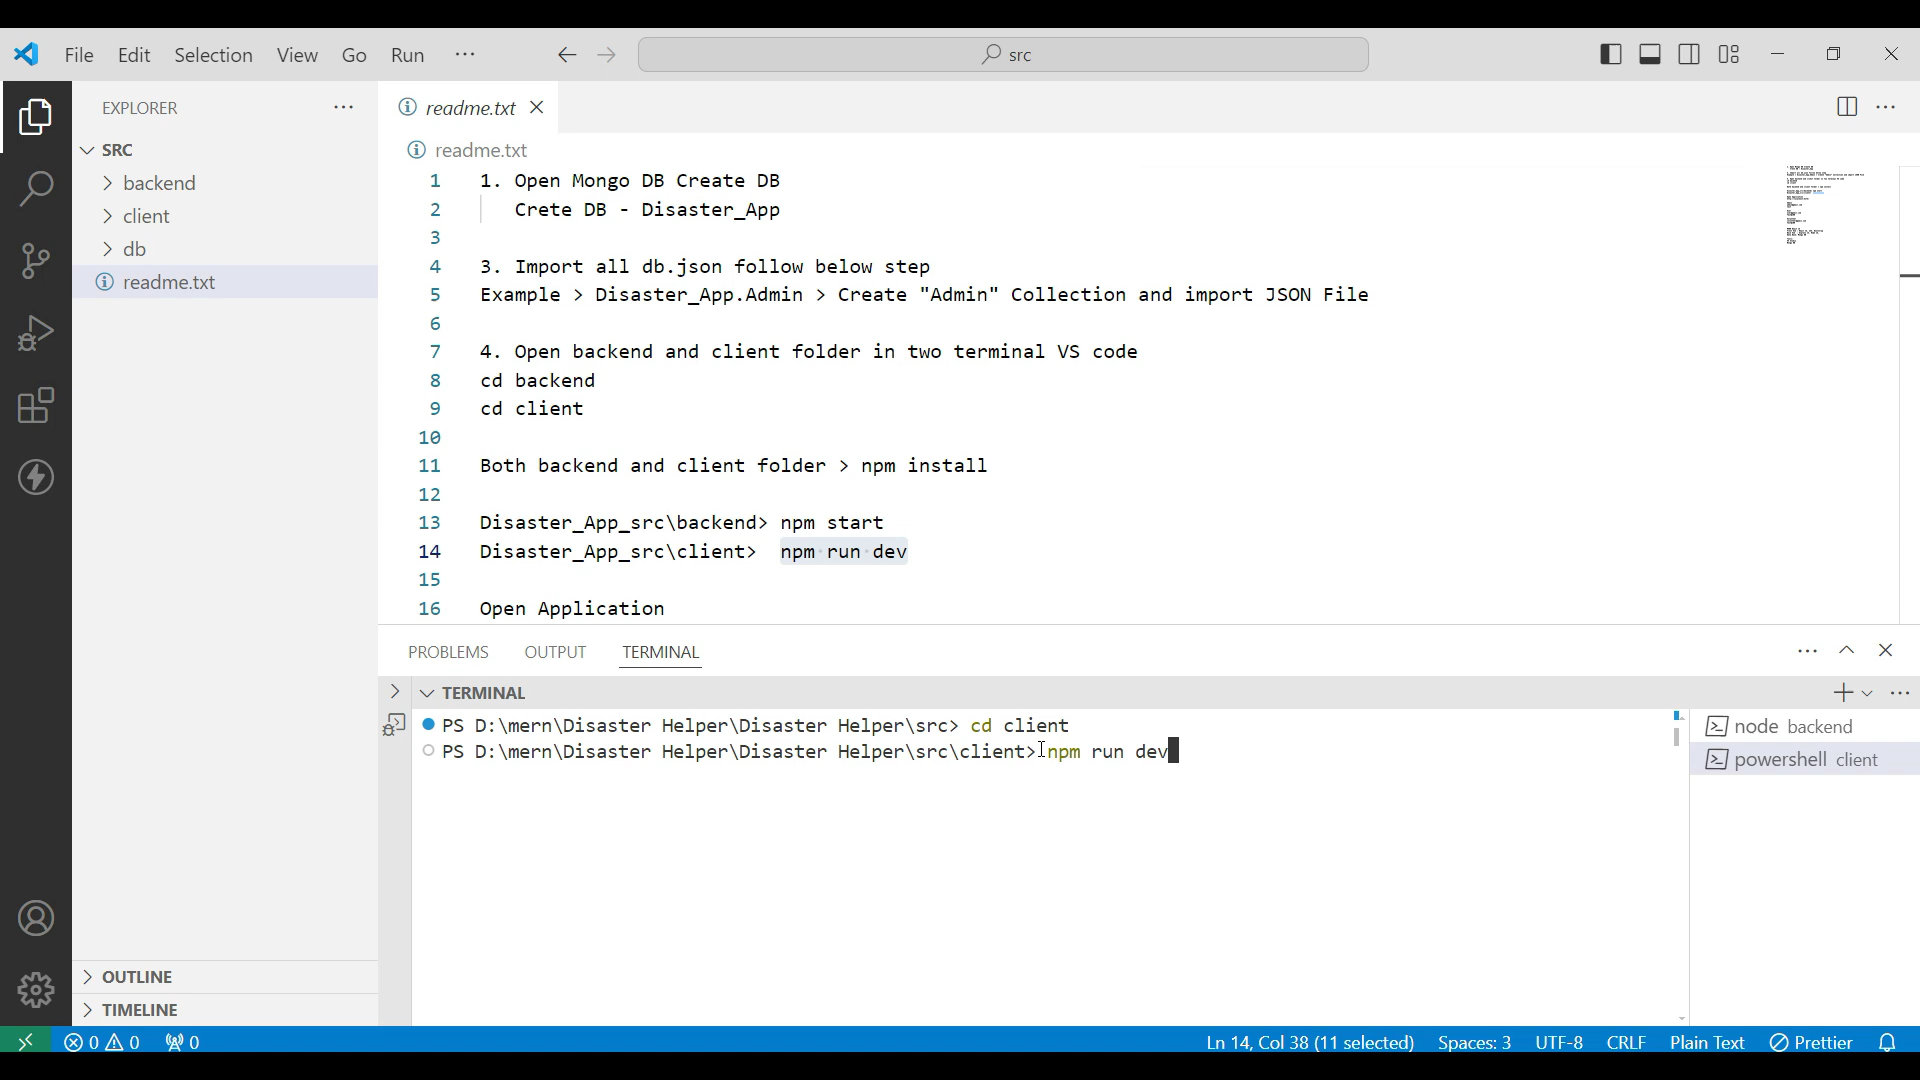 File Edit Selection View Go Run ··· src
EXPLORER ···
readme.txt
SRC
backend
client
db
readme.txt
readme.txt
1 1. Open Mongo DB Create DB
2 Crete DB - Disaster_App
3
4 3. Import all db.json follow below step
5 Example > Disaster_App.Admin > Create "Admin" Collection and import JSON File
6
7 4. Open backend and client folder in two terminal VS code
8 cd backend
9 cd client
10
11 Both backend and client folder > npm install
12
13 Disaster_App_src\backend> npm start
14 Disaster_App_src\client> npm·run·dev
15
16 Open Application
PROBLEMS OUTPUT TERMINAL
TERMINAL
PS D:\mern\Disaster Helper\Disaster Helper\src> cd client
PS D:\mern\Disaster Helper\Disaster Helper\src\client> npm run dev
node backend
powershell client
OUTLINE
TIMELINE
0 0 0 Ln 14, Col 38 (11 selected) Spaces: 3 UTF-8 CRLF Plain Text Prettier